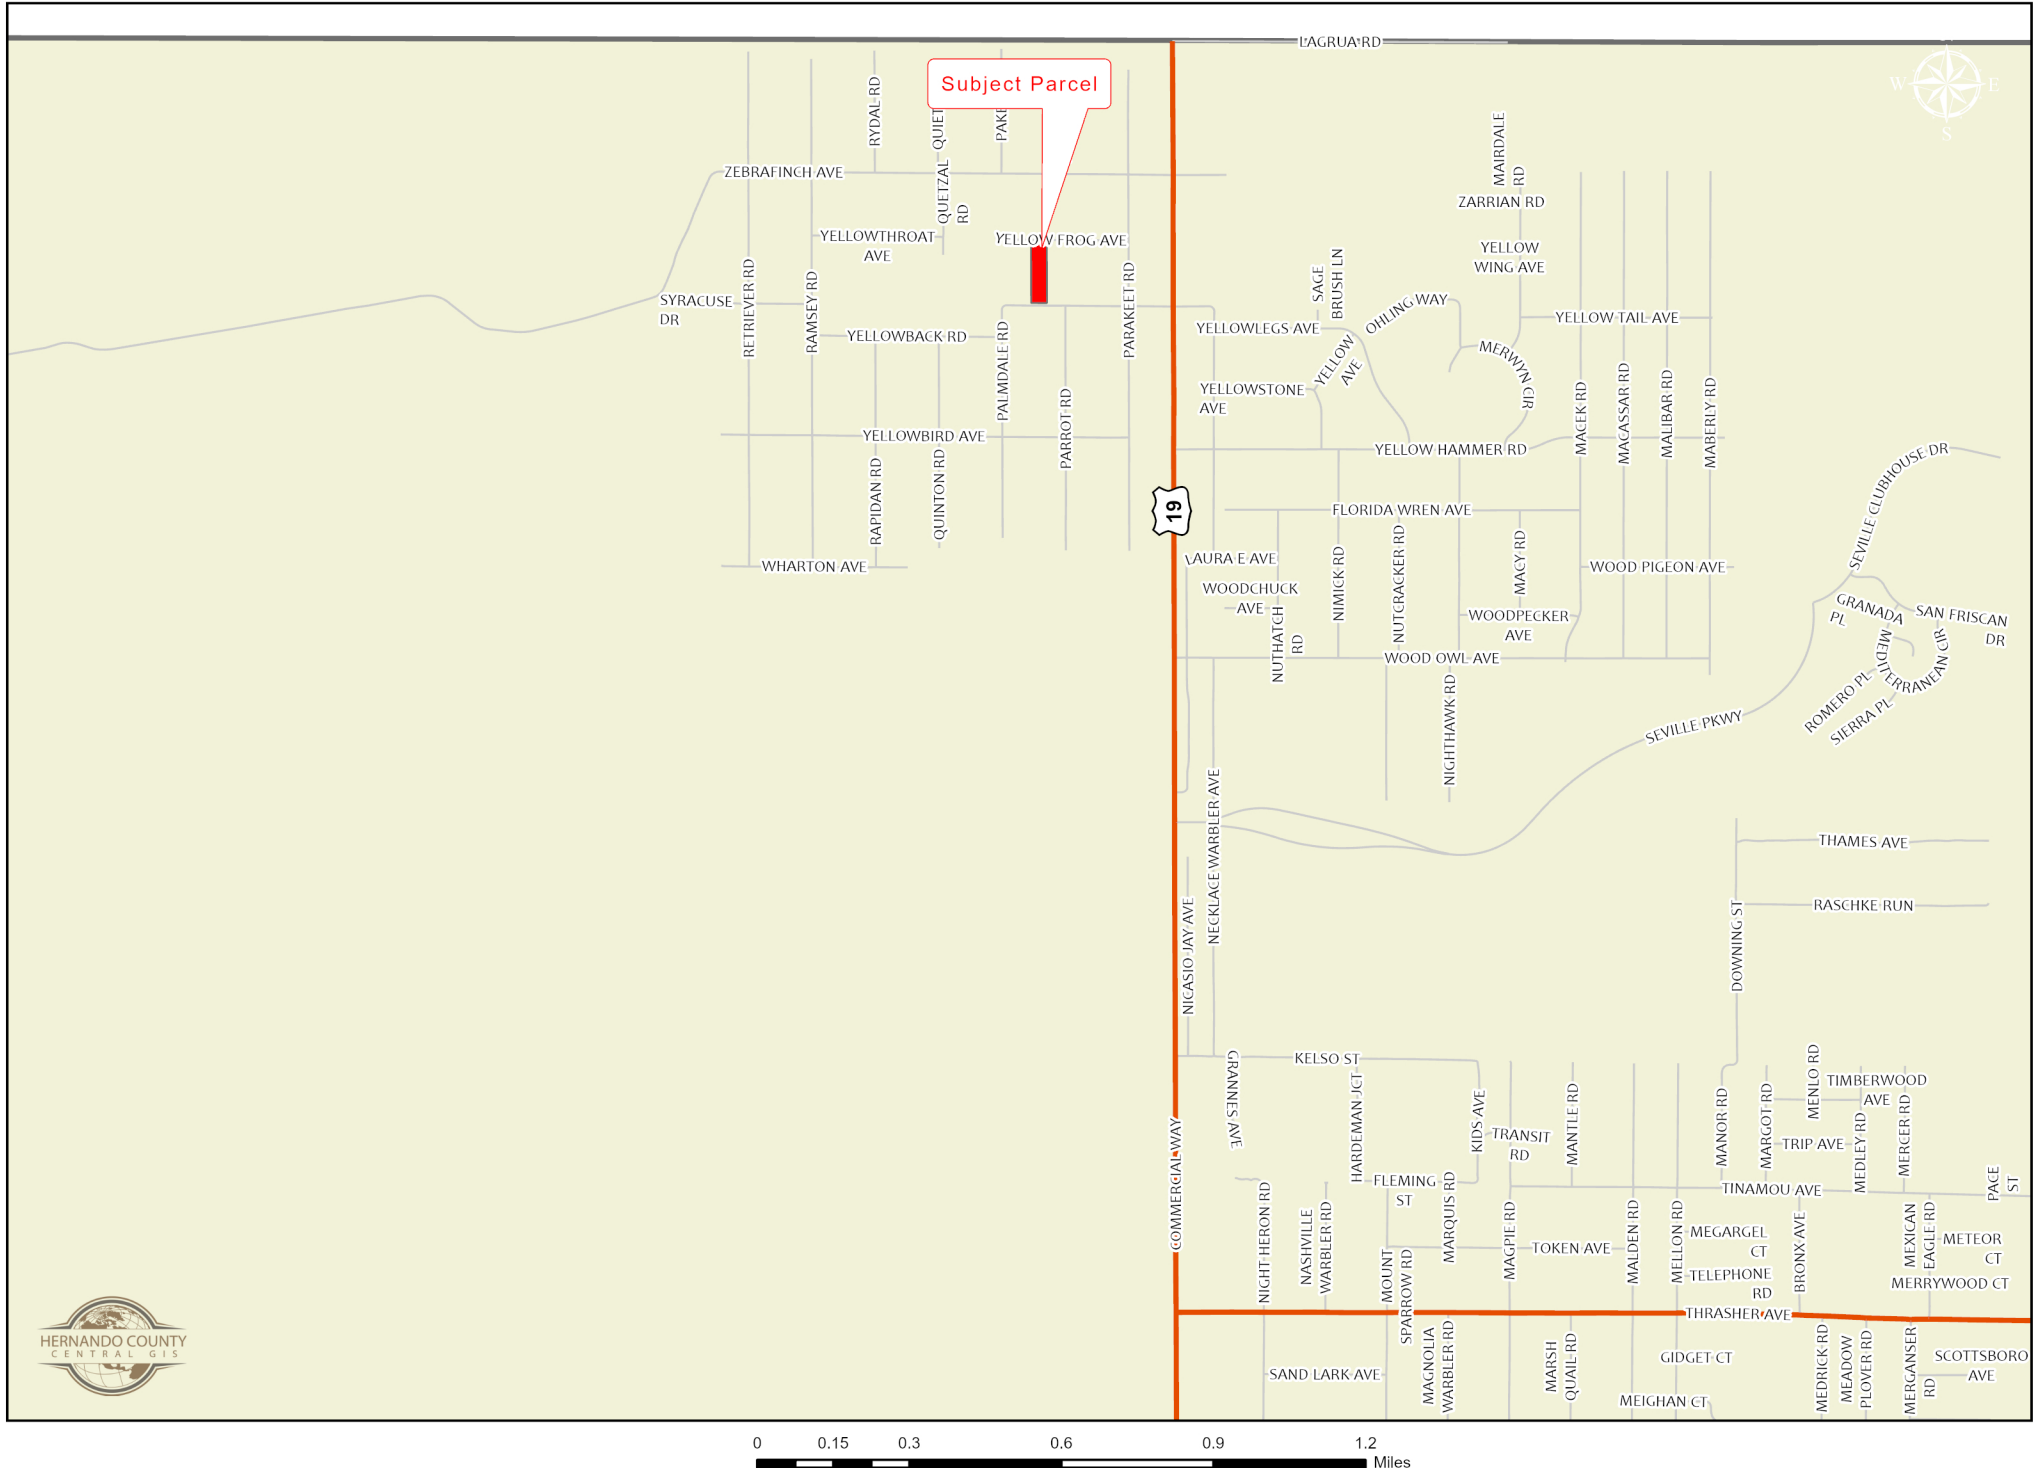 LAGRUA RD
Subject Parcel
W
E
S
RYDAL RD
QUIET
PAKE
ZEBRAFINCH AVE
QUETZAL
RD
YELLOWTHROAT
AVE
YELLOW FROG AVE
RETRIEVER RD
RAMSEY RD
SYRACUSE
DR
YELLOWBACK RD
PALMDALE RD
PARROT RD
PARAKEET RD
YELLOWBIRD AVE
RAPIDAN RD
QUINTON RD
WHARTON AVE
19
MAIRDALE
RD
ZARRIAN RD
YELLOW
WING AVE
SAGE
BRUSH LN
OHLING WAY
YELLOWLEGS AVE
YELLOW
AVE
YELLOW TAIL AVE
MERWYN CIR
YELLOWSTONE
AVE
MACEK RD
MACASSAR RD
MALIBAR RD
MABERLY RD
YELLOW HAMMER RD
SEVILLE CLUBHOUSE DR
FLORIDA WREN AVE
LAURA E AVE
WOODCHUCK
AVE
NUTHATCH
RD
NIMICK RD
NUTCRACKER RD
MACY RD
WOOD PIGEON AVE
WOODPECKER
AVE
WOOD OWL AVE
NIGHTHAWK RD
GRANADA
PL
SAN FRISCAN
DR
MEDITERRANEAN CIR
ROMERO PL
SIERRA PL
SEVILLE PKWY
NECKLACE WARBLER AVE
NICASIO JAY AVE
THAMES AVE
RASCHKE RUN
DOWNING ST
KELSO ST
GRANNES AVE
HARDEMAN JCT
KIDS AVE
TRANSIT
RD
MANTLE RD
MANOR RD
MARGOT RD
MENLO RD
TIMBERWOOD
AVE
TRIP AVE
MEDLEY RD
MERCER RD
PACE
ST
COMMERCIAL WAY
FLEMING
ST
TINAMOU AVE
NIGHT HERON RD
NASHVILLE
WARBLER RD
MOUNT
SPARROW RD
MARQUIS RD
MAGPIE RD
TOKEN AVE
MALDEN RD
MELLON RD
MEGARGEL
CT
TELEPHONE
RD
BRONX AVE
MEXICAN
EAGLE RD
METEOR
CT
MERRYWOOD CT
THRASHER AVE
SAND LARK AVE
MAGNOLIA
WARBLER RD
MARSH
QUAIL RD
GIDGET CT
MEIGHAN CT
MEDRICK RD
MEADOW
PLOVER RD
MERGANSER
RD
SCOTTSBORO
AVE
HERNANDO COUNTY
CENTRAL GIS
0 0.15 0.3 0.6 0.9 1.2
Miles